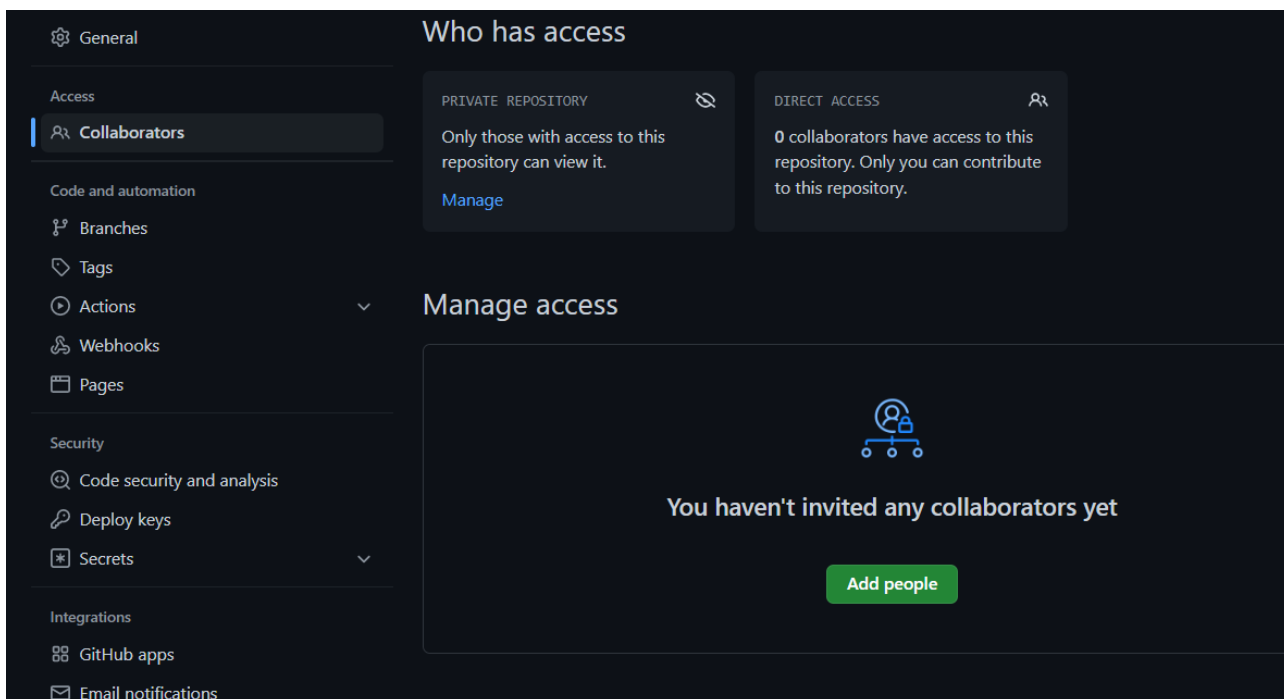 General
Access
Collaborators
Code and automation
Branches
Tags
Actions
Webhooks
Pages
Security
Code security and analysis
Deploy keys
Secrets
Integrations
GitHub apps
Email notifications
Who has access
PRIVATE REPOSITORY
Only those with access to this
repository can view it.
Manage
DIRECT ACCESS
0 collaborators have access to this
repository. Only you can contribute
to this repository.
Manage access
You haven't invited any collaborators yet
Add people